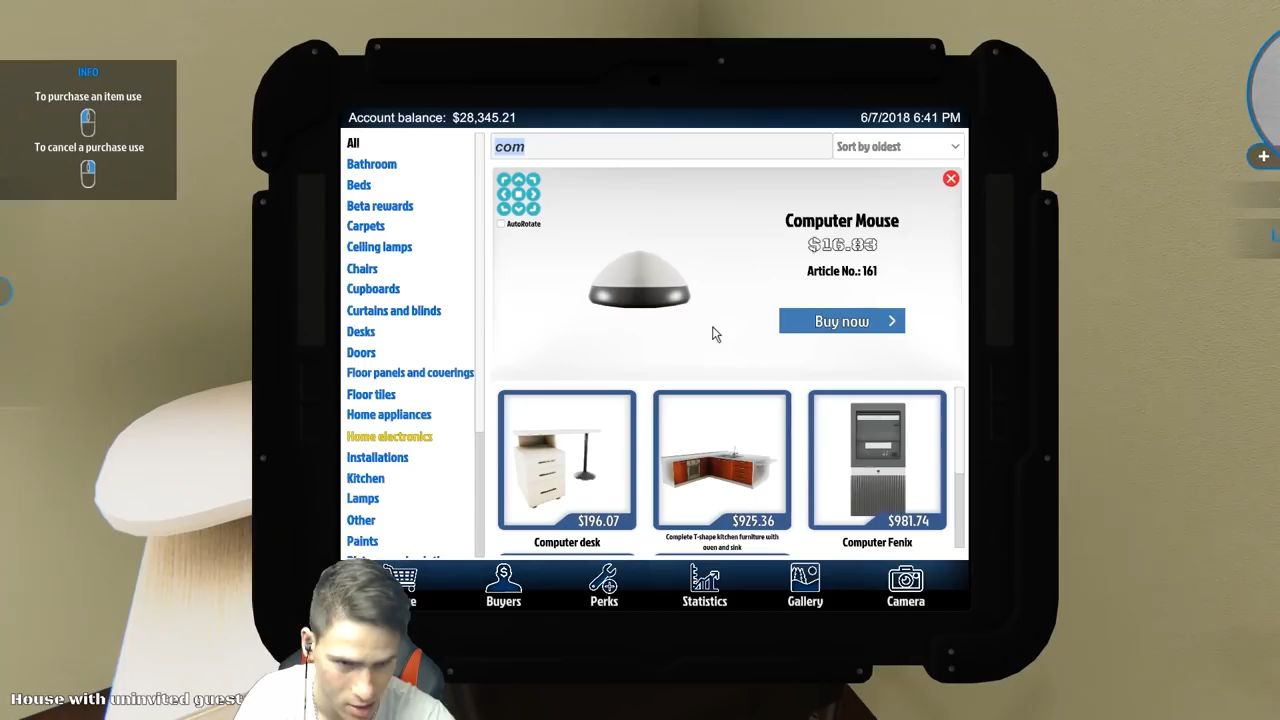 INFO
To purchase an item use
To cancel a purchase use
Account balance: $28,345.21
6/7/2018 6:41 PM
All
Bathroom
Beds
Beta rewards
Carpets
Ceiling lamps
Chairs
Cupboards
Curtains and blinds
Desks
Doors
Floor panels and coverings
Floor tiles
Home appliances
Home electronics
Installations
Kitchen
Lamps
Other
Paints
com
Sort by oldest
AutoRotate
Computer Mouse
$16.83
Article No.: 161
Buy now
$196.07
Computer desk
$925.36
Complete T-shape kitchen furniture with
oven and sink
$981.74
Computer Fenix
Buyers
Perks
Statistics
Gallery
Camera
House with uninvited guest